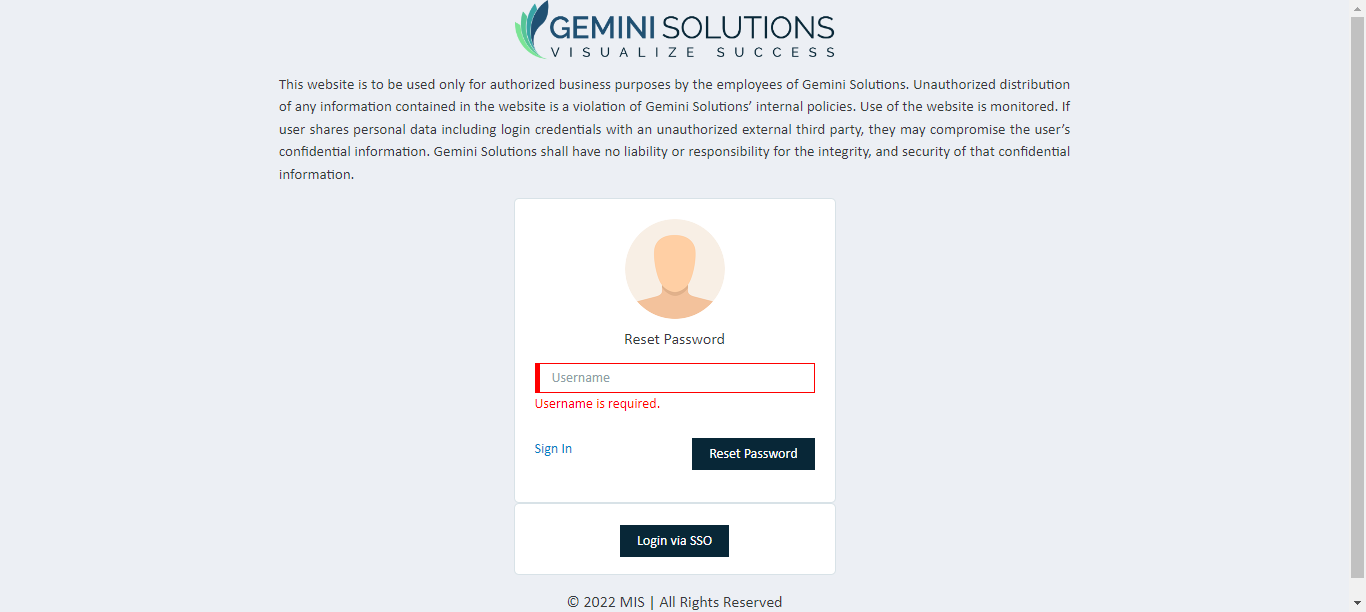 GEMINI SOLUTIONS
VISUALIZE SUCCESS
This website is to be used only for authorized business purposes by the employees of Gemini Solutions. Unauthorized distribution
of any information contained in the website is a violation of Gemini Solutions’ internal policies. Use of the website is monitored. If
user shares personal data including login credentials with an unauthorized external third party, they may compromise the user’s
confidential information. Gemini Solutions shall have no liability or responsibility for the integrity, and security of that confidential
information.
Reset Password
Username
Username is required.
Sign In
Reset Password
Login via SSO
© 2022 MIS | All Rights Reserved